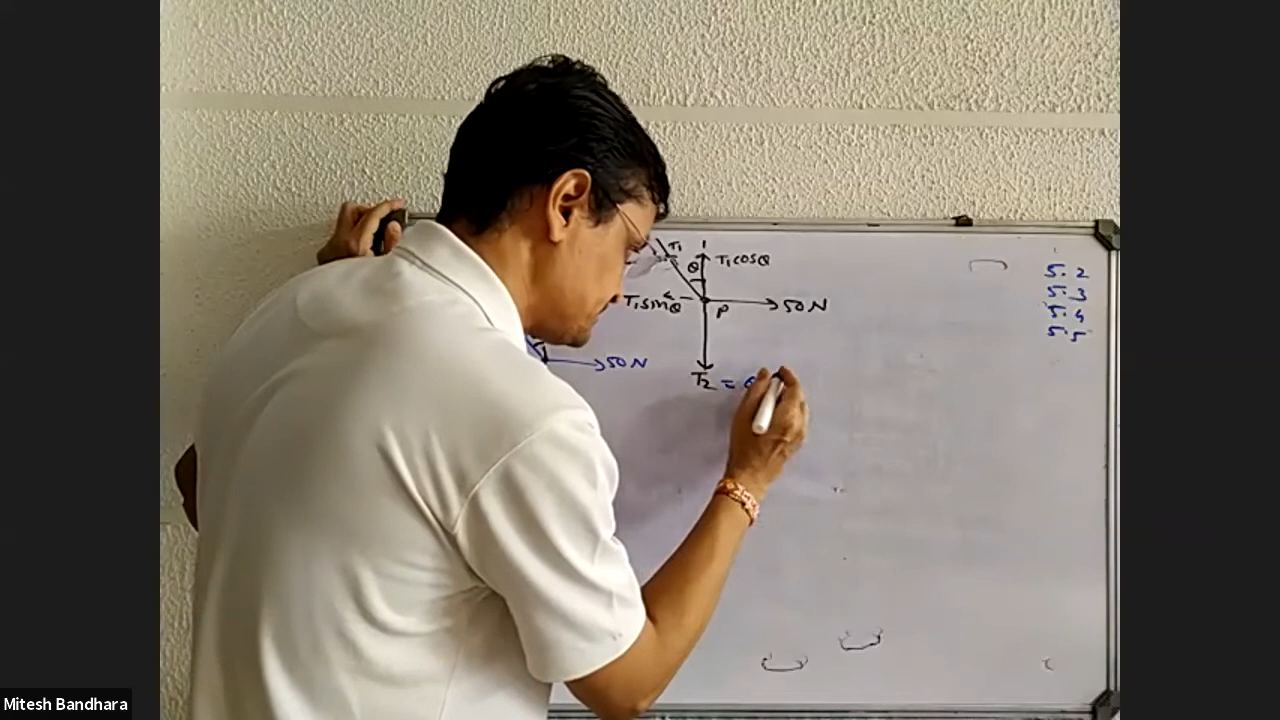 T₁
T₁cosθ
θ
T₁sinθ
P
50N
50N
T₂ =
5.2
5.3
5.4
5.5
Mitesh Bandhara